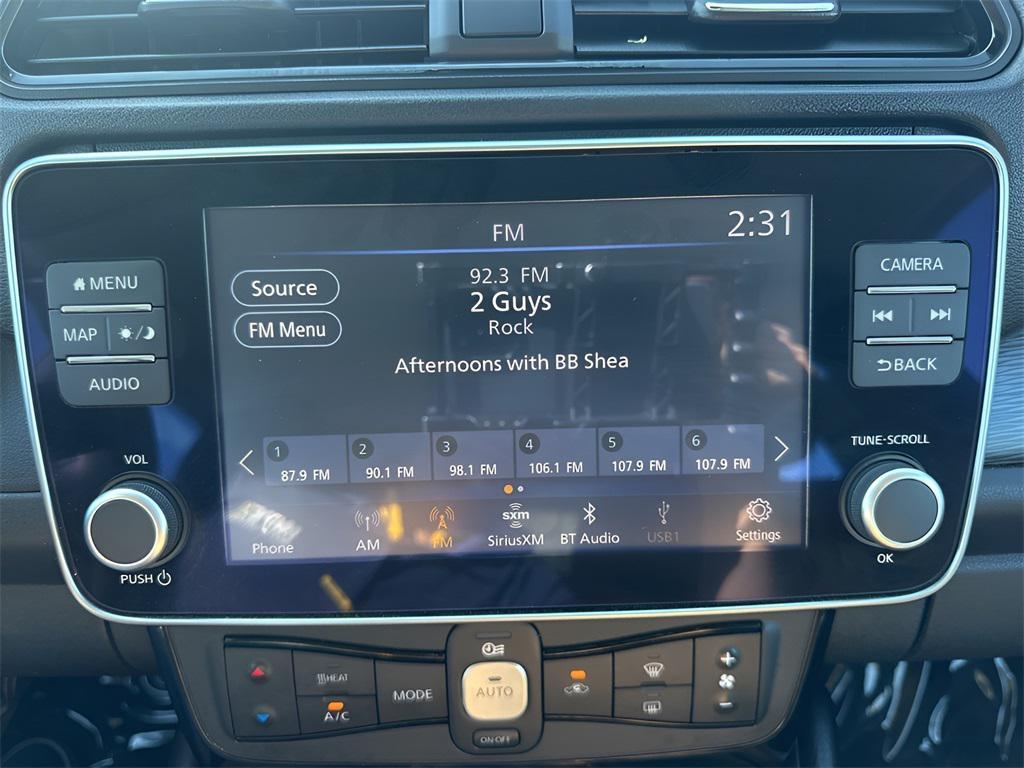 FM
2:31
Source
92.3 FM
2 Guys
FM Menu
Rock
Afternoons with BB Shea
1 2 3 4 5 6
87.9 FM 90.1 FM 98.1 FM 106.1 FM 107.9 FM 107.9 FM
Phone AM FM SiriusXM BT Audio USB1 Settings
sxm
MENU
MAP
AUDIO
VOL
PUSH
CAMERA
BACK
TUNE-SCROLL
OK
HEAT
A/C
MODE
AUTO
ON·OFF